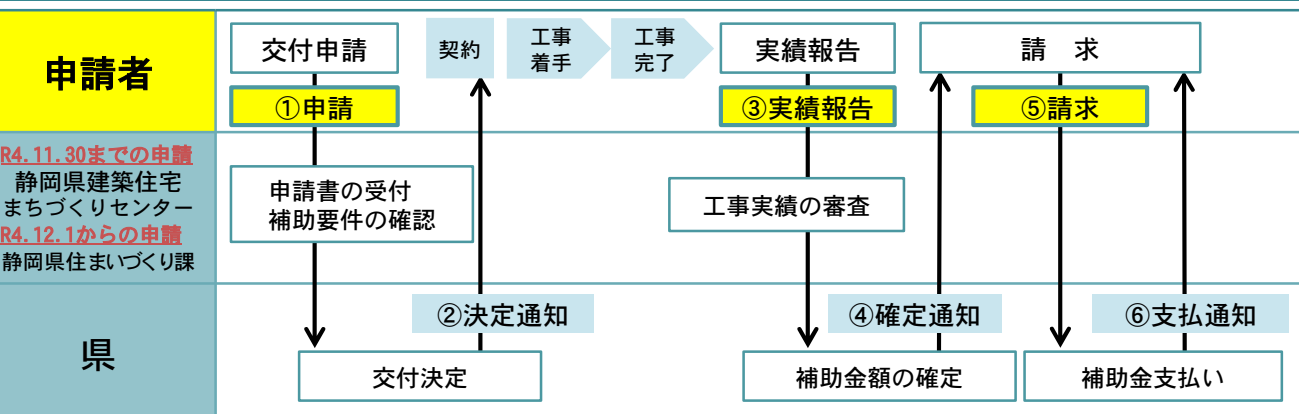 申請者
交付申請
契約
工事
着手
工事
完了
実績報告
請　求
①申請
③実績報告
⑤請求
R4.11.30までの申請
静岡県建築住宅
まちづくりセンター
R4.12.1からの申請
静岡県住まいづくり課
申請書の受付
補助要件の確認
工事実績の審査
県
②決定通知
④確定通知
⑥支払通知
交付決定
補助金額の確定
補助金支払い